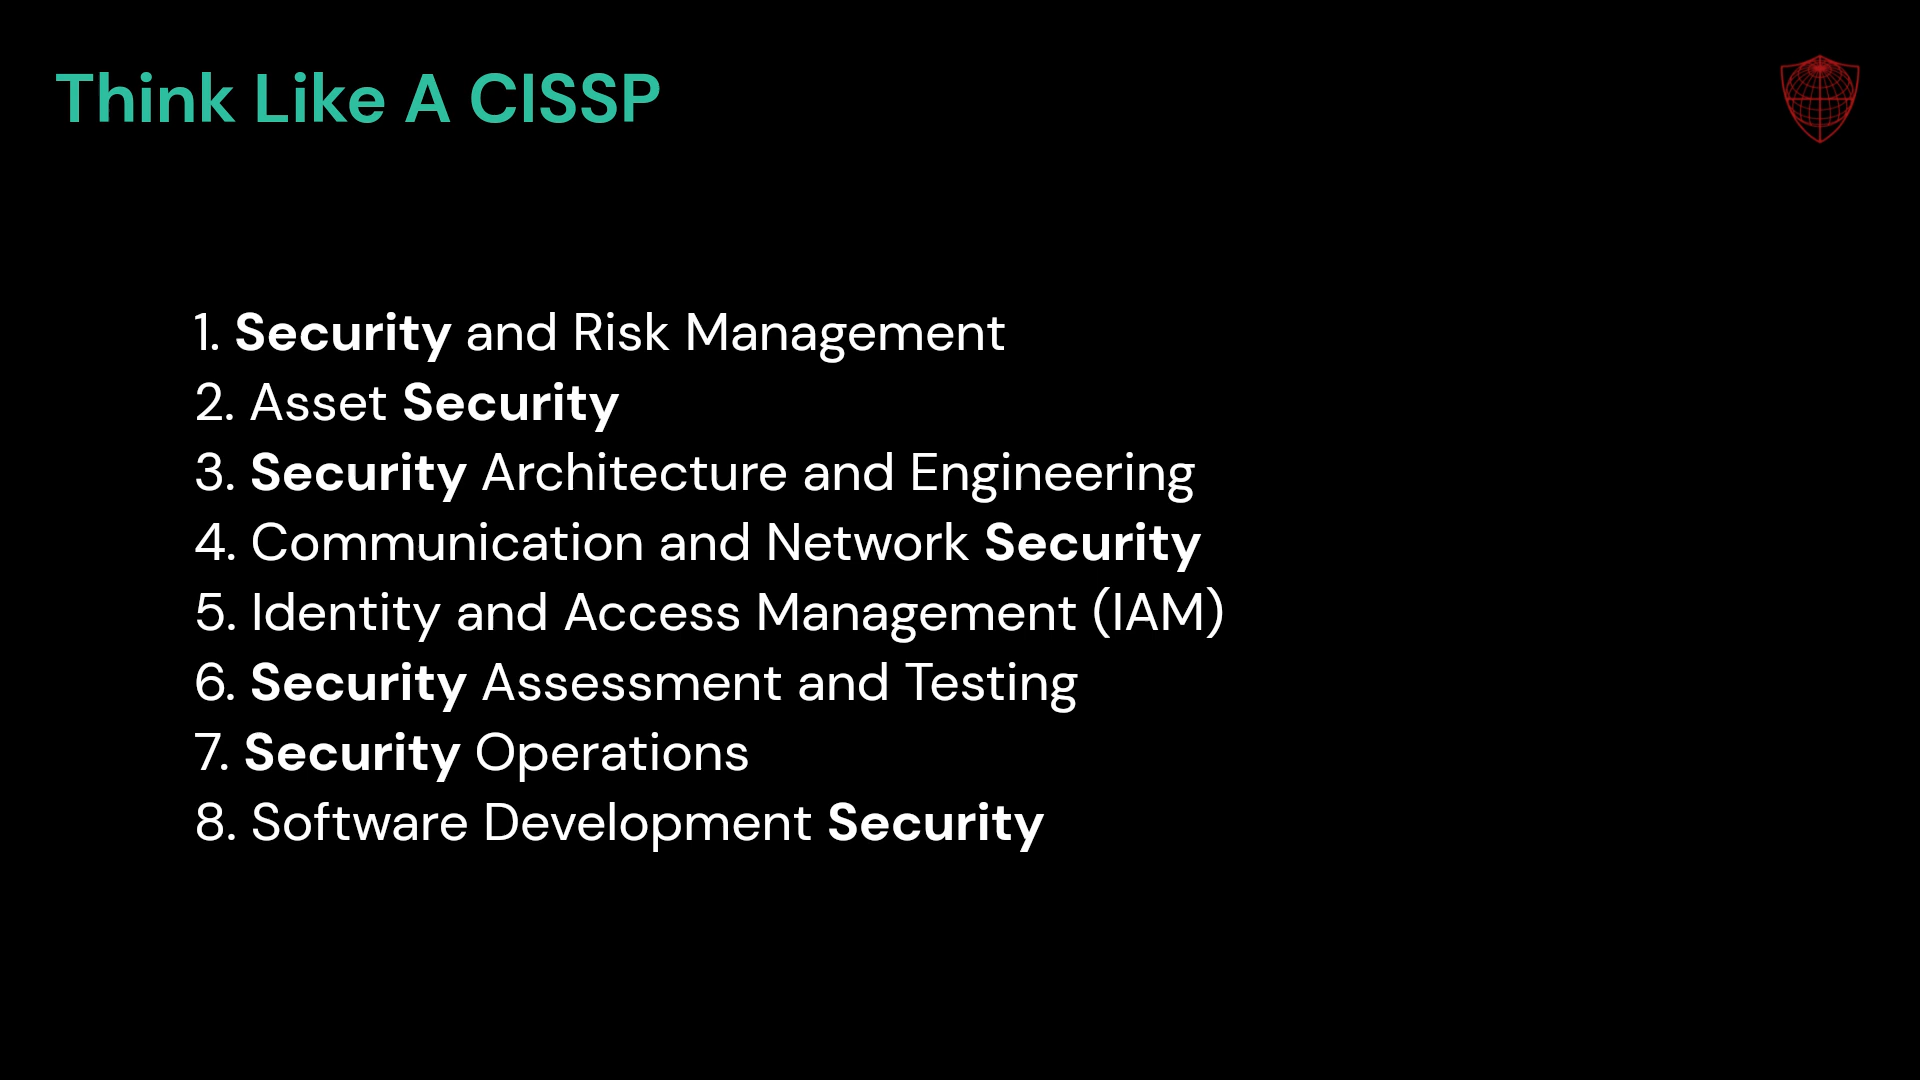 Think Like A CISSP
1. Security and Risk Management
2. Asset Security
3. Security Architecture and Engineering
4. Communication and Network Security
5. Identity and Access Management (IAM)
6. Security Assessment and Testing
7. Security Operations
8. Software Development Security